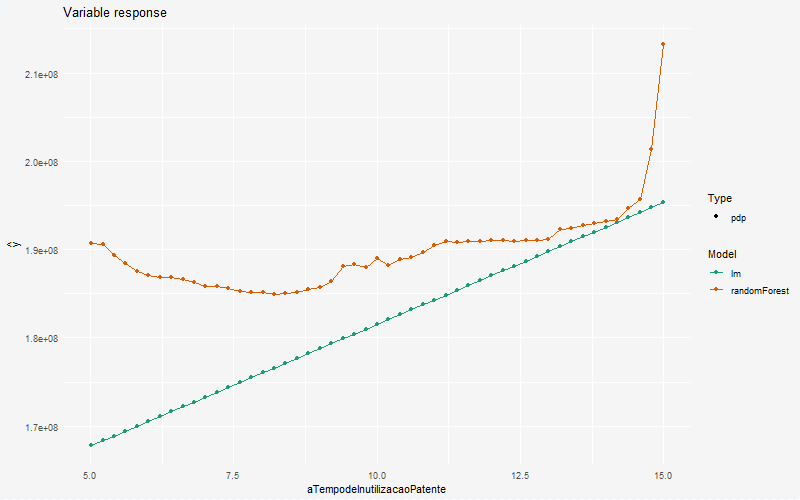 Variable response
2.1e+08
2.0e+08
1.9e+08
1.8e+08
1.7e+08
ŷ
5.0
7.5
10.0
12.5
15.0
aTempodeInutilizacaoPatente
Type
pdp
Model
lm
randomForest